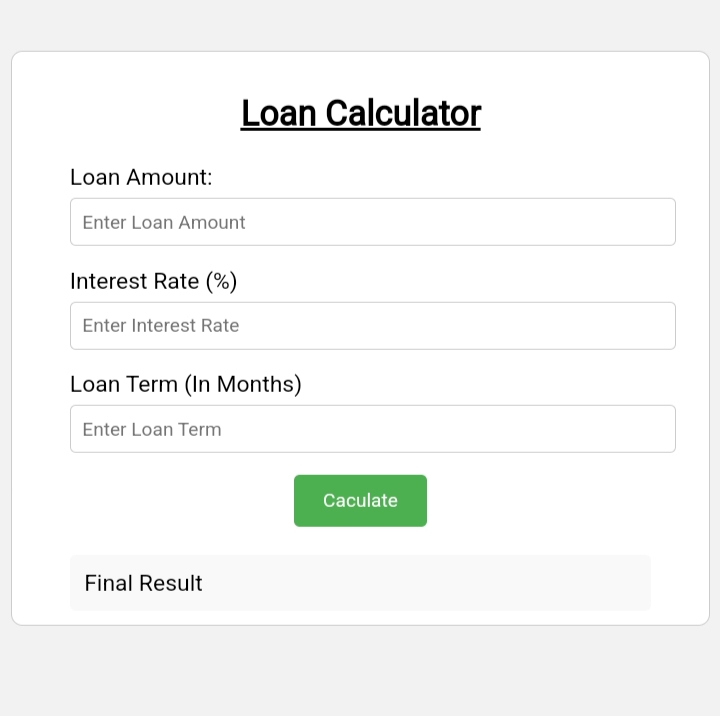 Loan Calculator
Loan Amount:
Enter Loan Amount
Interest Rate (%)
Enter Interest Rate
Loan Term (In Months)
Enter Loan Term
Caculate
Final Result